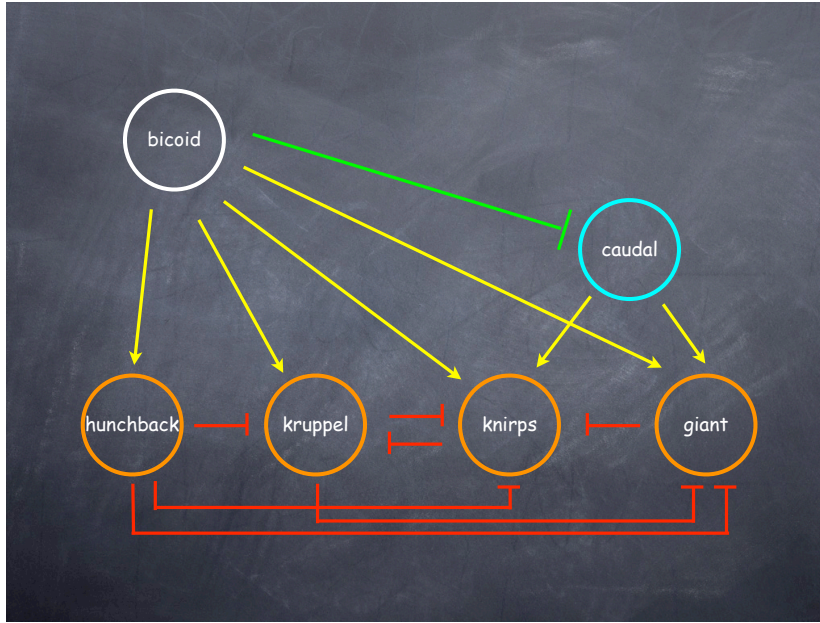 bicoid
caudal
hunchback
kruppel
knirps
giant